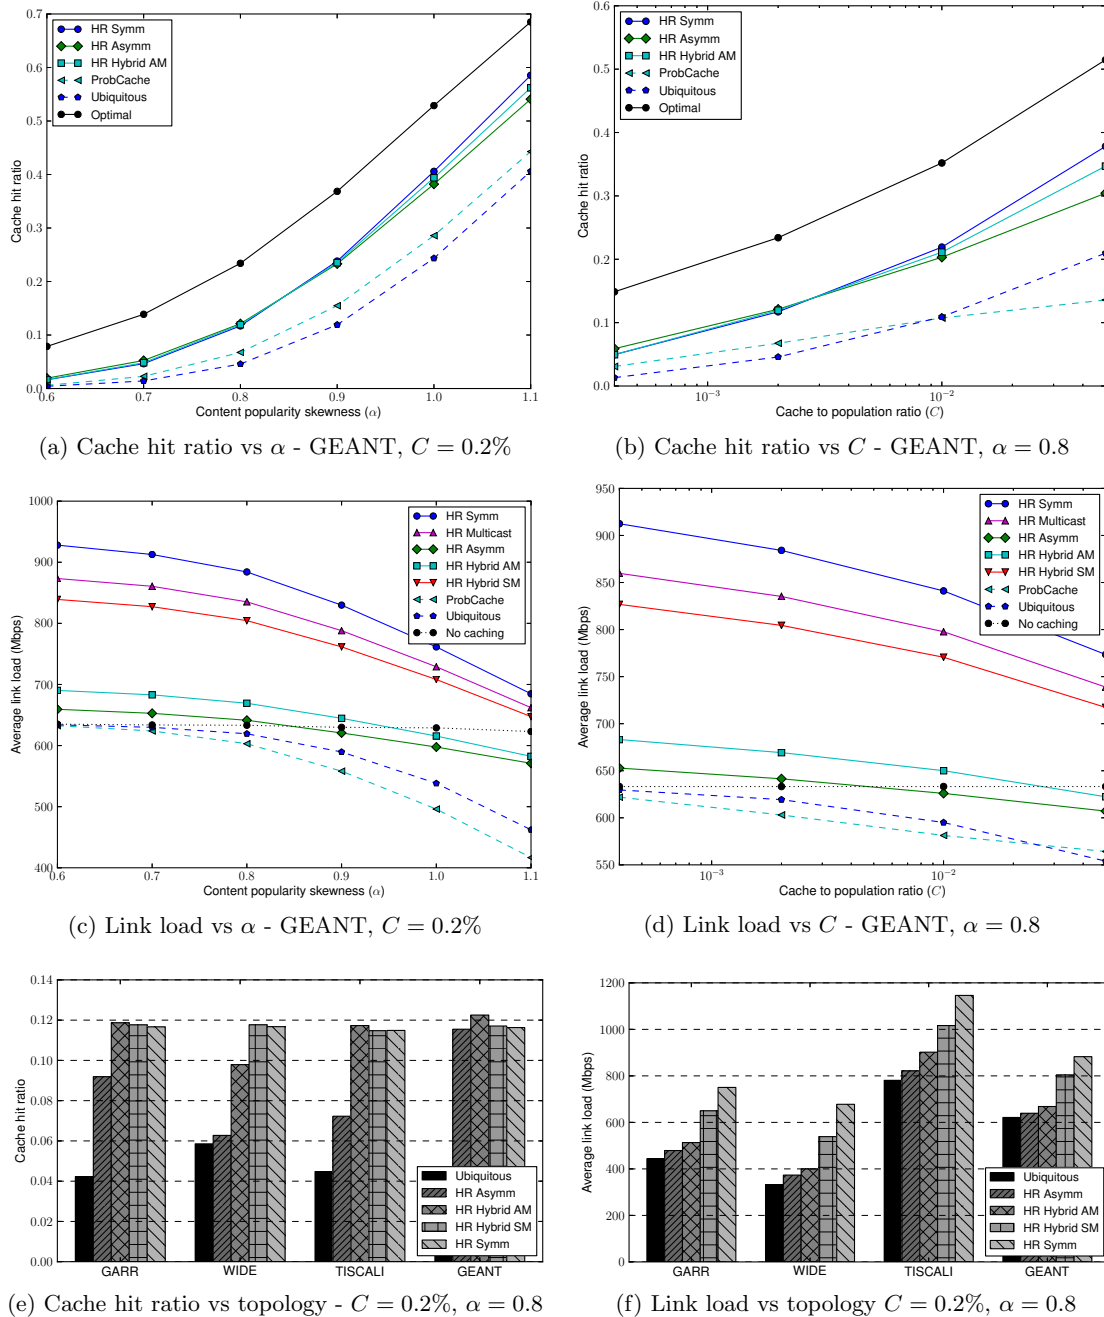 0.7
0.6
0.5
0.4
0.3
0.2
0.1
0.0
Cache hit ratio
HR Symm
HR Asymm
HR Hybrid AM
ProbCache
Ubiquitous
Optimal
0.6 0.7 0.8 0.9 1.0 1.1
Content popularity skewness (α)
(a) Cache hit ratio vs α - GEANT, C = 0.2%
0.6
0.5
0.4
0.3
0.2
0.1
0.0
Cache hit ratio
HR Symm
HR Asymm
HR Hybrid AM
ProbCache
Ubiquitous
Optimal
10⁻³ 10⁻²
Cache to population ratio (C)
(b) Cache hit ratio vs C - GEANT, α = 0.8
1000
900
800
700
600
500
400
Average link load (Mbps)
HR Symm
HR Multicast
HR Asymm
HR Hybrid AM
HR Hybrid SM
ProbCache
Ubiquitous
No caching
0.6 0.7 0.8 0.9 1.0 1.1
Content popularity skewness (α)
(c) Link load vs α - GEANT, C = 0.2%
950
900
850
800
750
700
650
600
550
Average link load (Mbps)
HR Symm
HR Multicast
HR Asymm
HR Hybrid AM
HR Hybrid SM
ProbCache
Ubiquitous
No caching
10⁻³ 10⁻²
Cache to population ratio (C)
(d) Link load vs C - GEANT, α = 0.8
0.14
0.12
0.10
0.08
0.06
0.04
0.02
0.00
Cache hit ratio
Ubiquitous
HR Asymm
HR Hybrid AM
HR Hybrid SM
HR Symm
GARR WIDE TISCALI GEANT
(e) Cache hit ratio vs topology - C = 0.2%, α = 0.8
1200
1000
800
600
400
200
0
Average link load (Mbps)
Ubiquitous
HR Asymm
HR Hybrid AM
HR Hybrid SM
HR Symm
GARR WIDE TISCALI GEANT
(f) Link load vs topology C = 0.2%, α = 0.8